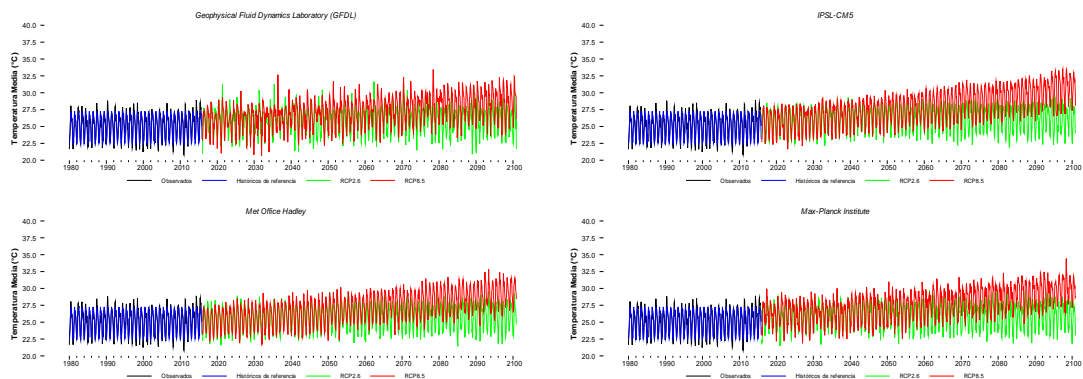 Geophysical Fluid Dynamics Laboratory (GFDL)
Temperatura Media (°C)
40.0
37.5
35.0
32.5
30.0
27.5
25.0
22.5
20.0
1980 1990 2000 2010 2020 2030 2040 2050 2060 2070 2080 2090 2100
Observados Históricos de referencia RCP2.6 RCP8.5
IPSL-CM5
Temperatura Media (°C)
40.0
37.5
35.0
32.5
30.0
27.5
25.0
22.5
20.0
1980 1990 2000 2010 2020 2030 2040 2050 2060 2070 2080 2090 2100
Observados Históricos de referencia RCP2.6 RCP8.5
Met Office Hadley
Temperatura Media (°C)
40.0
37.5
35.0
32.5
30.0
27.5
25.0
22.5
20.0
1980 1990 2000 2010 2020 2030 2040 2050 2060 2070 2080 2090 2100
Observados Históricos de referencia RCP2.6 RCP8.5
Max-Planck Institute
Temperatura Media (°C)
40.0
37.5
35.0
32.5
30.0
27.5
25.0
22.5
20.0
1980 1990 2000 2010 2020 2030 2040 2050 2060 2070 2080 2090 2100
Observados Históricos de referencia RCP2.6 RCP8.5